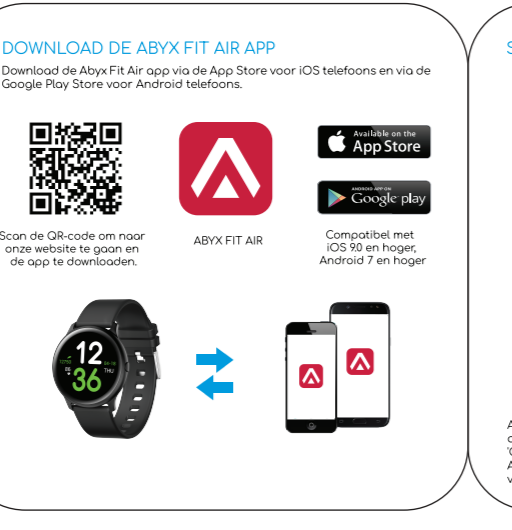 DOWNLOAD DE ABYX FIT AIR APP
Download de Abyx Fit Air app via de App Store voor iOS telefoons en via de
Google Play Store voor Android telefoons.
Available on the
App Store
ANDROID APP ON
Google play
Scan de QR-code om naar
onze website te gaan en
de app te downloaden.
ABYX FIT AIR
Compatibel met
iOS 9.0 en hoger,
Android 7 en hoger
12
36
THU
S